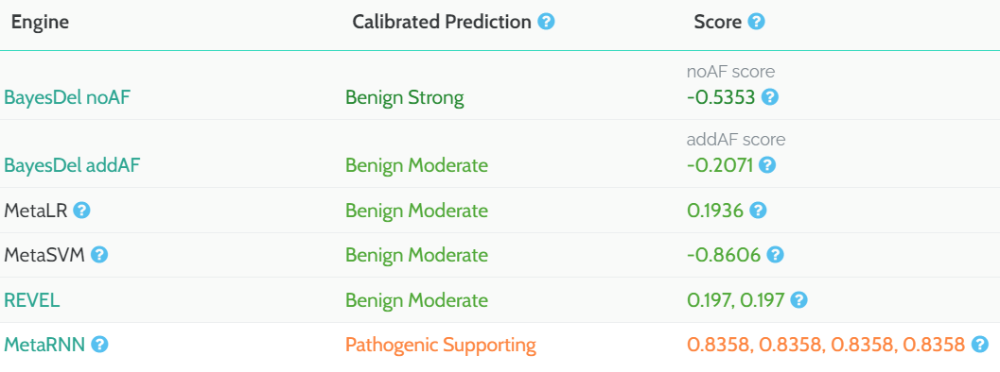 Engine Calibrated Prediction ? Score ?
noAF score
BayesDel noAF Benign Strong -0.5353 ?
addAF score
BayesDel addAF Benign Moderate -0.2071 ?
MetaLR ? Benign Moderate 0.1936 ?
MetaSVM ? Benign Moderate -0.8606 ?
REVEL Benign Moderate 0.197, 0.197 ?
MetaRNN ? Pathogenic Supporting 0.8358, 0.8358, 0.8358, 0.8358 ?